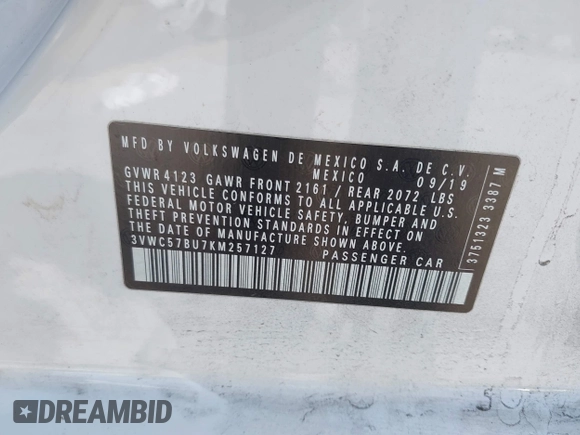 MFD BY VOLKSWAGEN DE MEXICO S.A. DE C.V.
MEXICO 09/19
GVWR 4123 GAWR FRONT 2161 / REAR 2072 LBS
THIS VEHICLE CONFORMS TO ALL APPLICABLE U.S.
FEDERAL MOTOR VEHICLE SAFETY, BUMPER AND
THEFT PREVENTION STANDARDS IN EFFECT ON
THE DATE OF MANUFACTURE SHOWN ABOVE.
3VWC57BU7KM257127 PASSENGER CAR
3751323 3387 M
DREAMBID